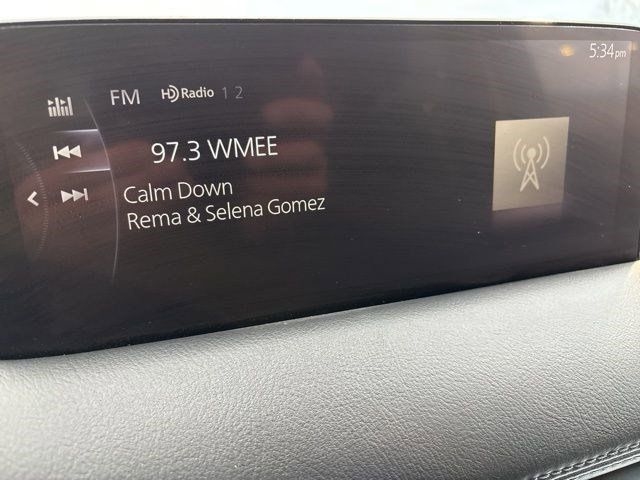 5:34pm
FM HD Radio 1 2
97.3 WMEE
Calm Down
Rema & Selena Gomez